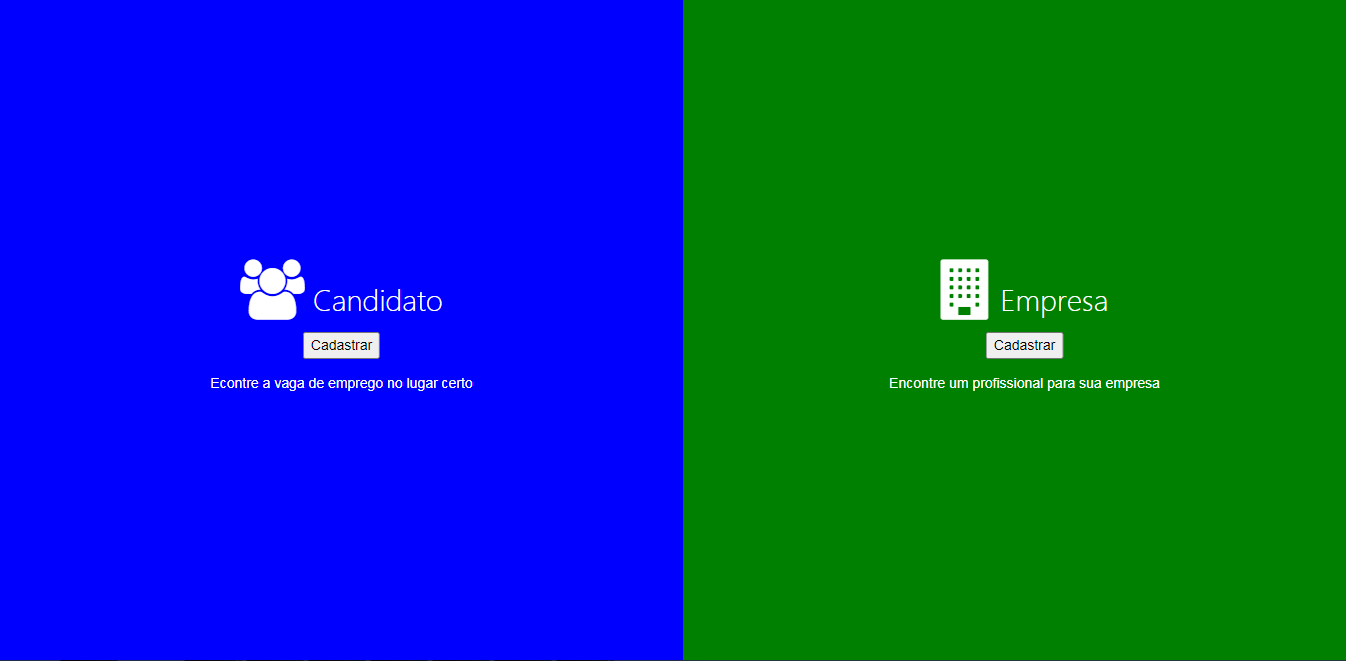 Candidato
Cadastrar
Econtre a vaga de emprego no lugar certo
Empresa
Cadastrar
Encontre um profissional para sua empresa